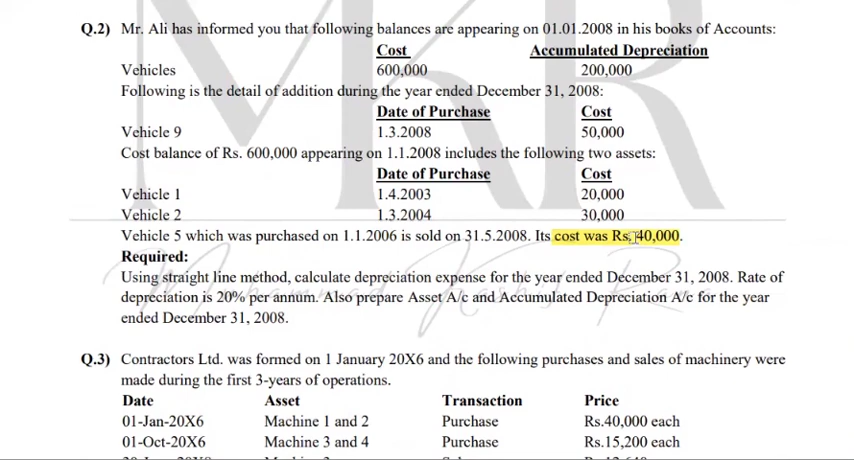 Q.2) Mr. Ali has informed you that following balances are appearing on 01.01.2008 in his books of Accounts:
Cost Accumulated Depreciation
Vehicles 600,000 200,000
Following is the detail of addition during the year ended December 31, 2008:
Date of Purchase Cost
Vehicle 9 1.3.2008 50,000
Cost balance of Rs. 600,000 appearing on 1.1.2008 includes the following two assets:
Date of Purchase Cost
Vehicle 1 1.4.2003 20,000
Vehicle 2 1.3.2004 30,000
Vehicle 5 which was purchased on 1.1.2006 is sold on 31.5.2008. Its cost was Rs. 40,000.
Required:
Using straight line method, calculate depreciation expense for the year ended December 31, 2008. Rate of
depreciation is 20% per annum. Also prepare Asset A/c and Accumulated Depreciation A/c for the year
ended December 31, 2008.
Q.3) Contractors Ltd. was formed on 1 January 20X6 and the following purchases and sales of machinery were
made during the first 3-years of operations.
Date Asset Transaction Price
01-Jan-20X6 Machine 1 and 2 Purchase Rs.40,000 each
01-Oct-20X6 Machine 3 and 4 Purchase Rs.15,200 each
MKR